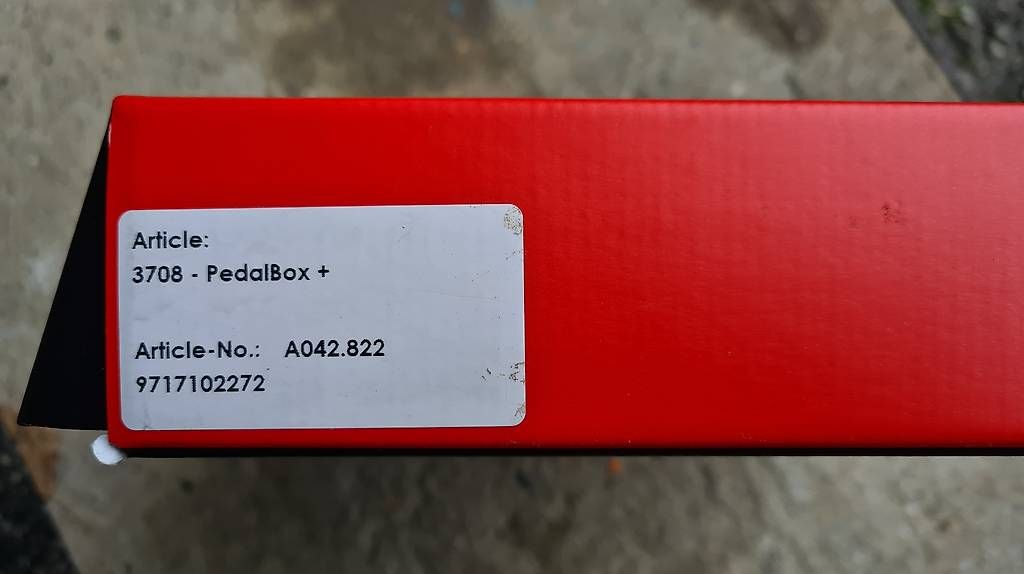 Article:
3708 - PedalBox +
Article-No.: A042.822
9717102272